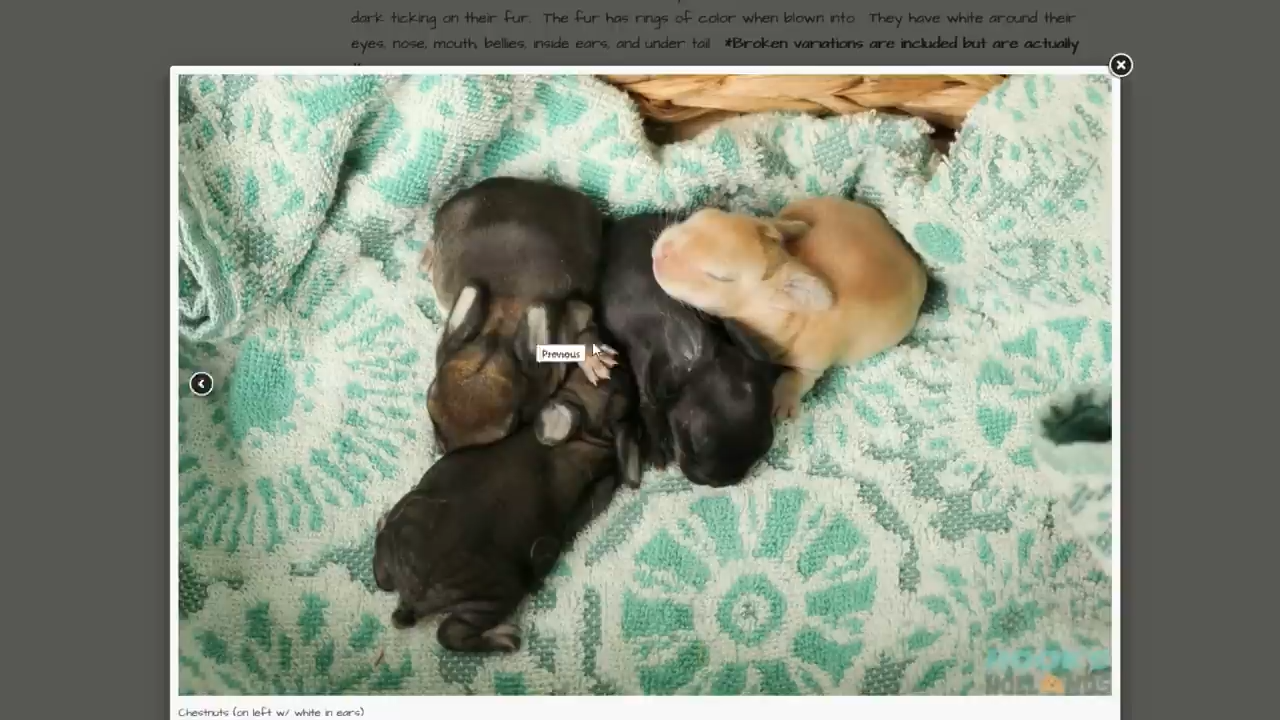 dark ticking on their fur. The fur has rings of color when blown into. They have white around their
eyes, nose, mouth, bellies, inside ears, and under tail. *Broken variations are included but are actually
Previous
Chestnuts (on left w/ white in ears)